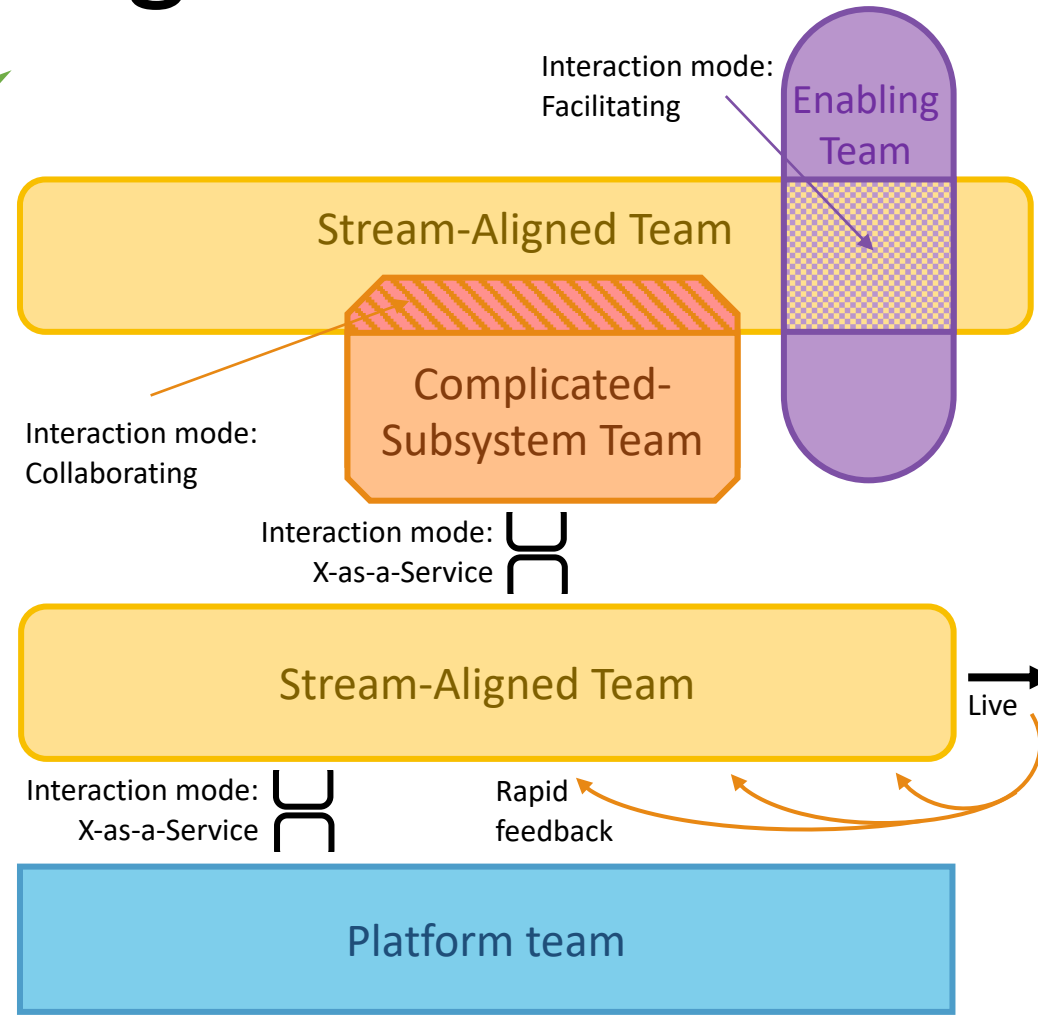 Interaction mode:
Facilitating
Enabling
Team
Stream-Aligned Team
Complicated-
Subsystem Team
Interaction mode:
Collaborating
Interaction mode:
X-as-a-Service
Stream-Aligned Team
Live
Interaction mode:
X-as-a-Service
Rapid
feedback
Platform team